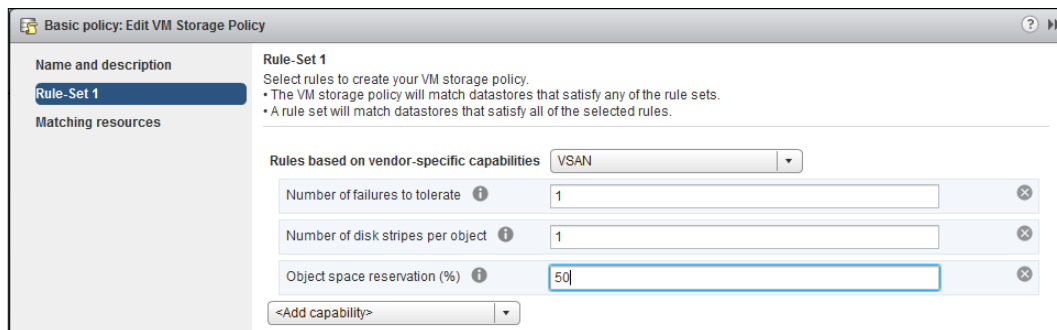 Basic policy: Edit VM Storage Policy
?
Name and description
Rule-Set 1
Matching resources
Rule-Set 1
Select rules to create your VM storage policy.
• The VM storage policy will match datastores that satisfy any of the rule sets.
• A rule set will match datastores that satisfy all of the selected rules.
Rules based on vendor-specific capabilities VSAN
Number of failures to tolerate 1
Number of disk stripes per object 1
Object space reservation (%) 50
<Add capability>